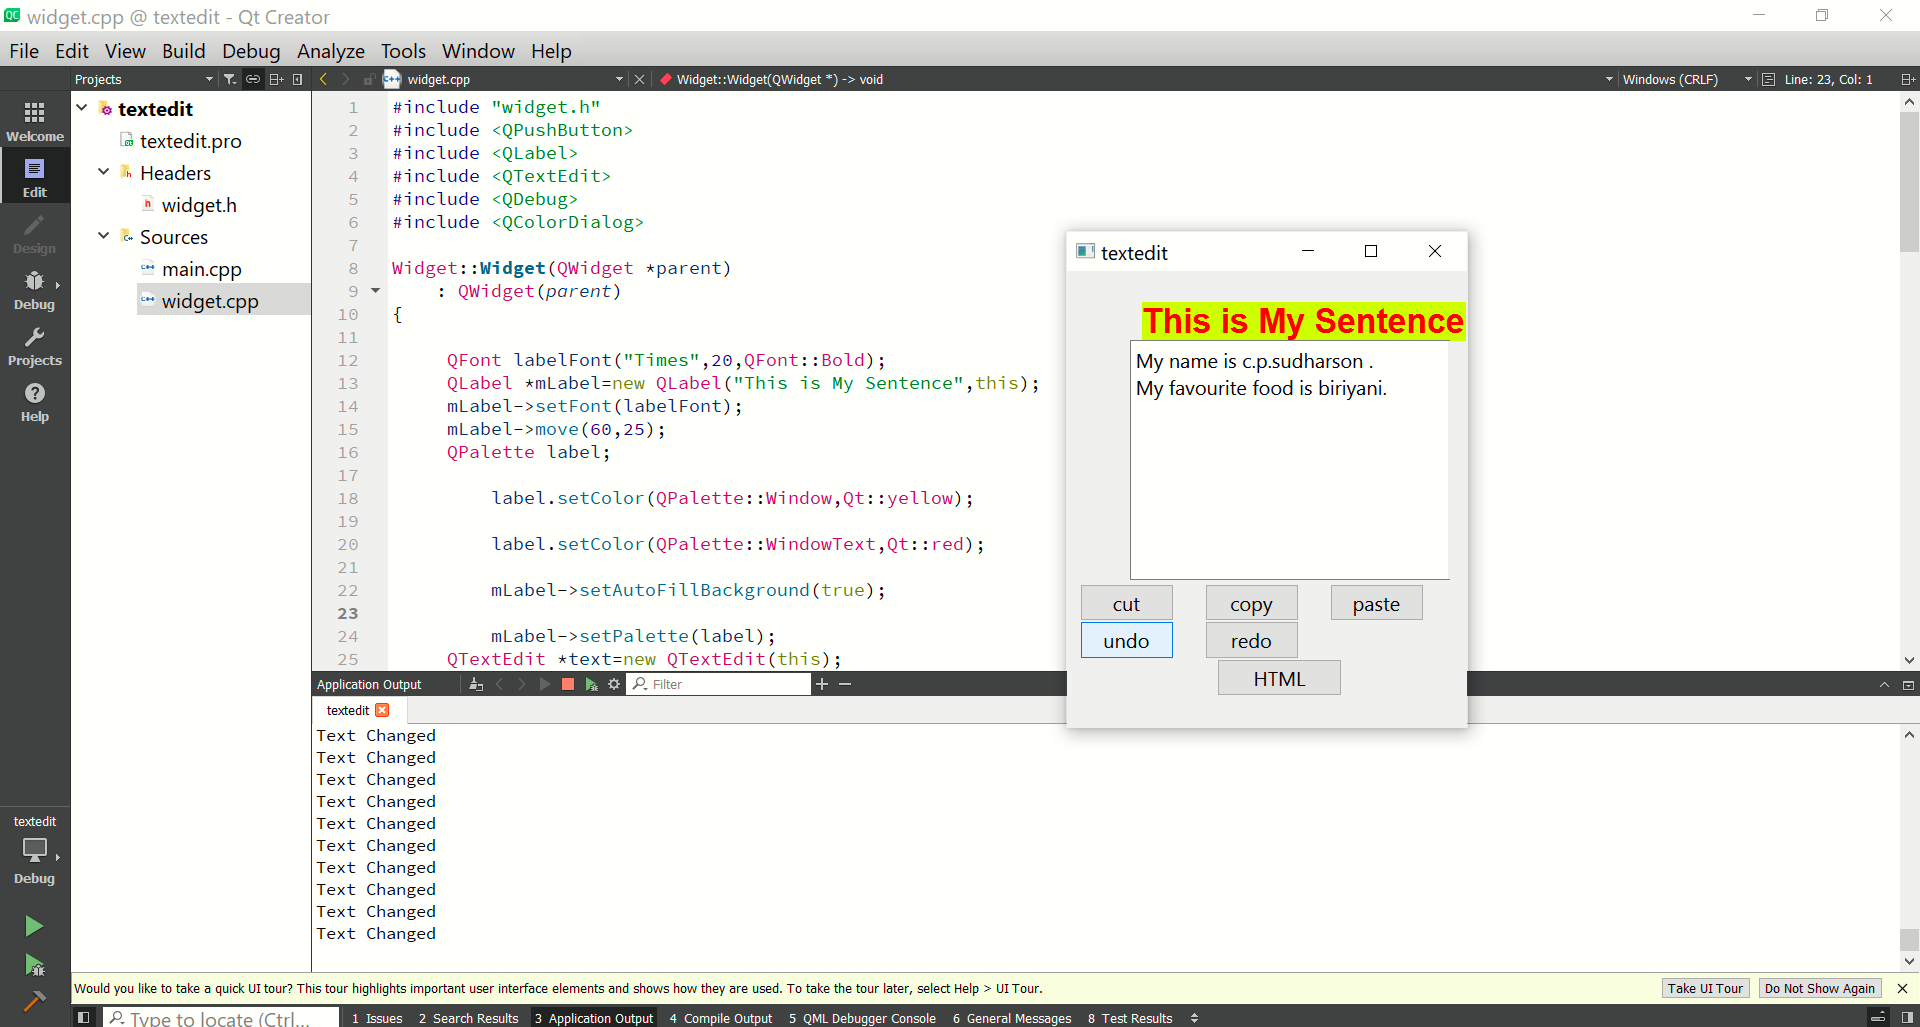 widget.cpp @ textedit - Qt Creator
File Edit View Build Debug Analyze Tools Window Help
Projects
widget.cpp
Widget::Widget(QWidget *) -> void
Windows (CRLF)
Line: 23, Col: 1
Welcome
Edit
Design
Debug
Projects
Help
textedit
Debug
textedit
textedit.pro
Headers
widget.h
Sources
main.cpp
widget.cpp
1 #include "widget.h"
2 #include <QPushButton>
3 #include <QLabel>
4 #include <QTextEdit>
5 #include <QDebug>
6 #include <QColorDialog>
7
8 Widget::Widget(QWidget *parent)
9 : QWidget(parent)
10 {
11
12 QFont labelFont("Times",20,QFont::Bold);
13 QLabel *mLabel=new QLabel("This is My Sentence",this);
14 mLabel->setFont(labelFont);
15 mLabel->move(60,25);
16 QPalette label;
17
18 label.setColor(QPalette::Window,Qt::yellow);
19
20 label.setColor(QPalette::WindowText,Qt::red);
21
22 mLabel->setAutoFillBackground(true);
23
24 mLabel->setPalette(label);
25 QTextEdit *text=new QTextEdit(this);
textedit
This is My Sentence
My name is c.p.sudharson .
My favourite food is biriyani.
cut copy paste
undo redo
HTML
Application Output
Filter
textedit
Text Changed
Text Changed
Text Changed
Text Changed
Text Changed
Text Changed
Text Changed
Text Changed
Text Changed
Text Changed
Would you like to take a quick UI tour? This tour highlights important user interface elements and shows how they are used. To take the tour later, select Help > UI Tour.
Take UI Tour
Do Not Show Again
Type to locate (Ctrl...
1 Issues 2 Search Results 3 Application Output 4 Compile Output 5 QML Debugger Console 6 General Messages 8 Test Results